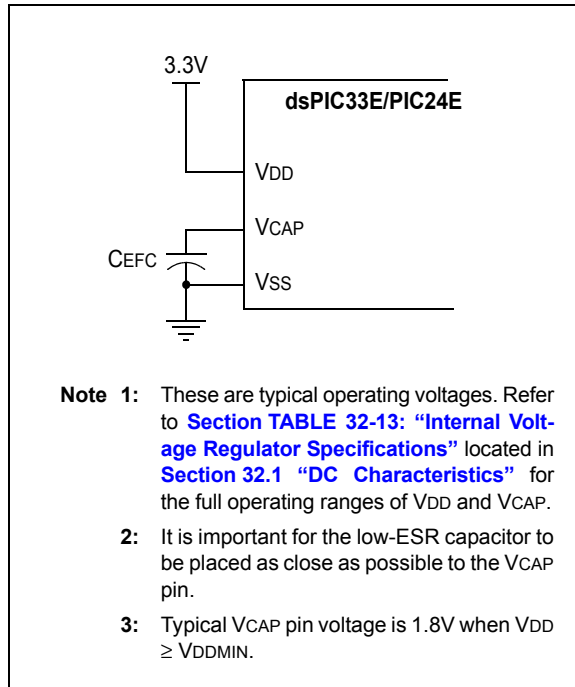 3.3V
dsPIC33E/PIC24E
VDD
VCAP
CEFC
VSS
Note 1: These are typical operating voltages. Refer
to Section TABLE 32-13: “Internal Volt-
age Regulator Specifications” located in
Section 32.1 “DC Characteristics” for
the full operating ranges of VDD and VCAP.
2: It is important for the low-ESR capacitor to
be placed as close as possible to the VCAP
pin.
3: Typical VCAP pin voltage is 1.8V when VDD
≥ VDDMIN.